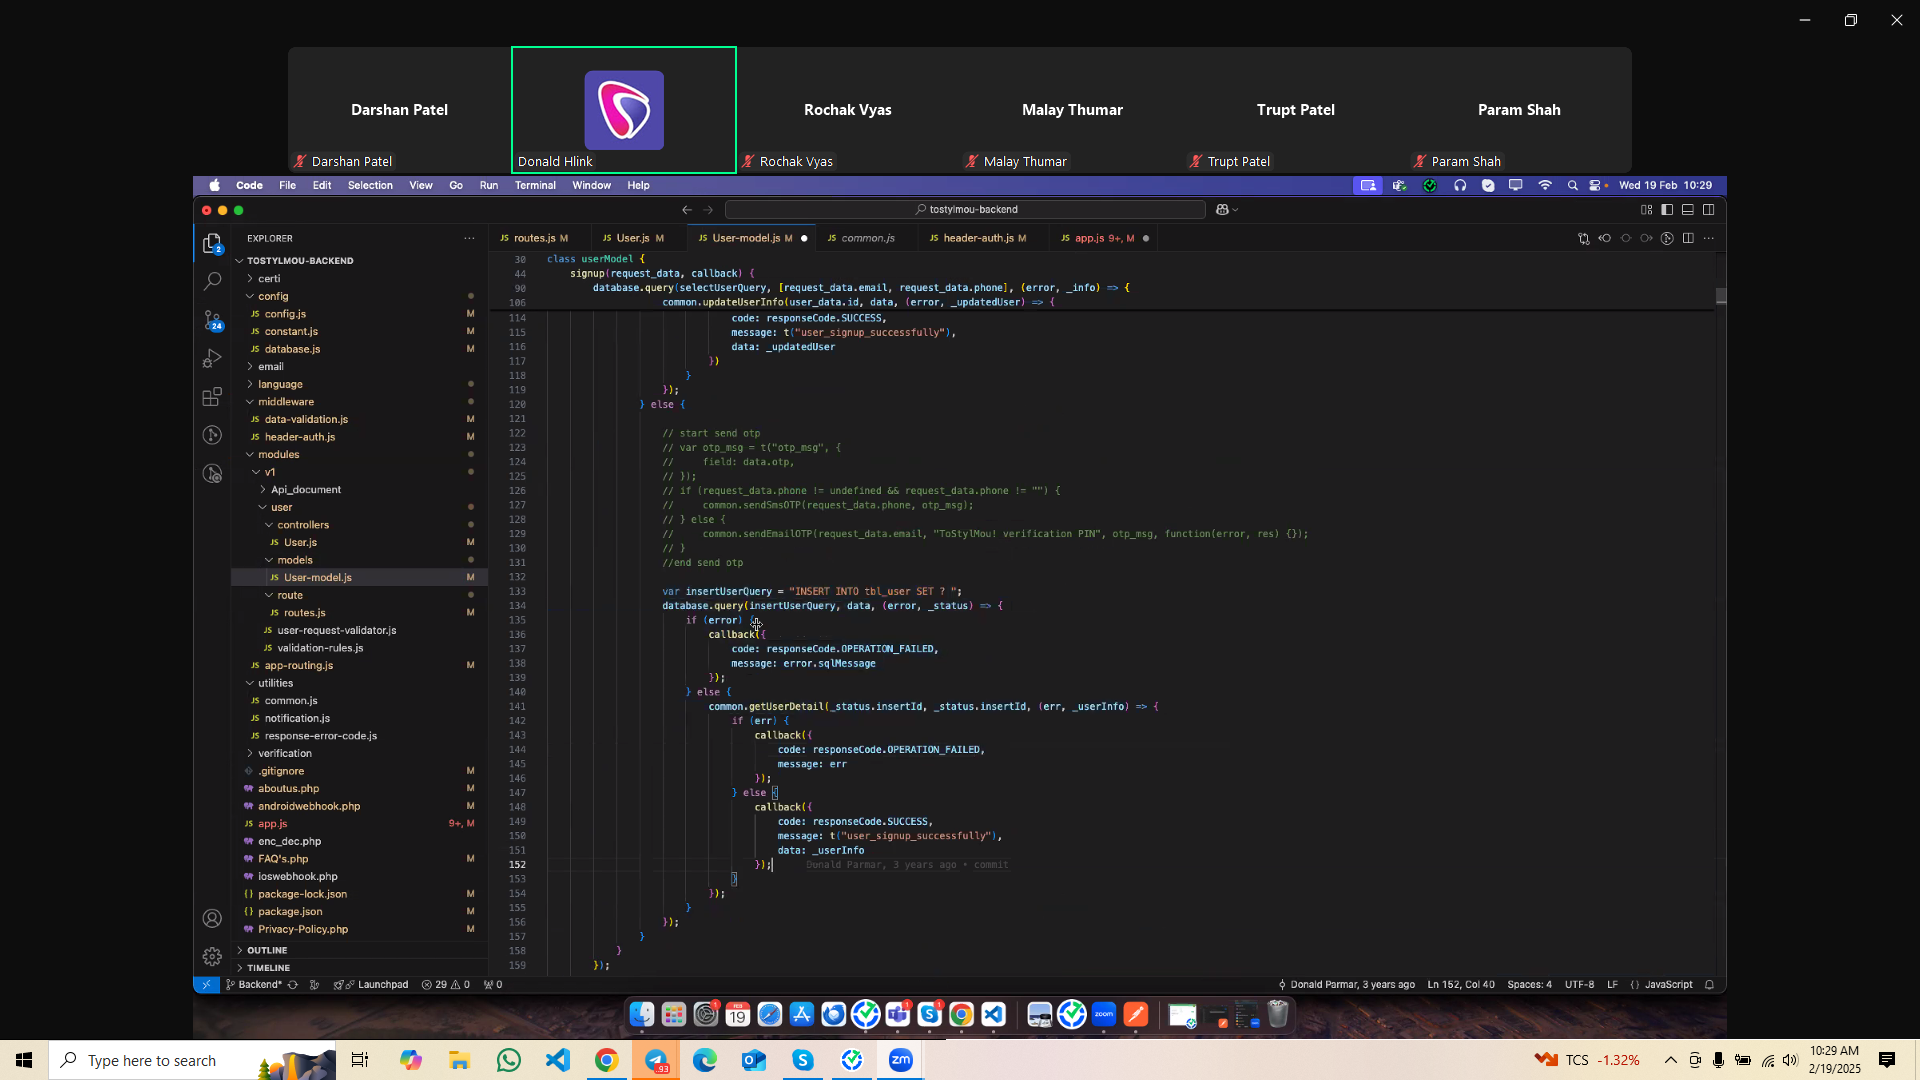 Darshan Patel
Rochak Vyas
Malay Thumar
Trupt Patel
Param Shah
Darshan Patel
Donald Hlink
Rochak Vyas
Malay Thumar
Trupt Patel
Param Shah
Code File Edit Selection View Go Run Terminal Window Help
Wed 19 Feb 10:29
tostylmou-backend
EXPLORER
routes.js M
User.js M
User-model.js M
common.js
header-auth.js M
app.js 9+, M
TOSTYLMOU-BACKEND
certi
config
config.js M
constant.js M
database.js M
email
language
middleware
data-validation.js M
header-auth.js M
modules
v1
Api_document
user
controllers
User.js M
models
User-model.js M
route
routes.js M
user-request-validator.js M
validation-rules.js M
app-routing.js M
utilities
common.js M
notification.js M
response-error-code.js M
verification
.gitignore M
aboutus.php M
androidwebhook.php M
app.js 9+, M
enc_dec.php
FAQ's.php M
ioswebhook.php
package-lock.json M
package.json M
Privacy-Policy.php M
OUTLINE
TIMELINE
2
24
30 class userModel {
44 signup(request_data, callback) {
90 database.query(selectUserQuery, [request_data.email, request_data.phone], (error, _info) => {
106 common.updateUserInfo(user_data.id, data, (error, _updatedUser) => {
114 code: responseCode.SUCCESS,
115 message: t("user_signup_successfully"),
116 data: _updatedUser
117 })
118 }
119 });
120 } else {
121
122 // start send otp
123 // var otp_msg = t("otp_msg", {
124 // field: data.otp,
125 // });
126 // if (request_data.phone != undefined && request_data.phone != "") {
127 // common.sendSmsOTP(request_data.phone, otp_msg);
128 // } else {
129 // common.sendEmailOTP(request_data.email, "ToStylMou! verification PIN", otp_msg, function(error, res) {});
130 // }
131 //end send otp
132
133 var insertUserQuery = "INSERT INTO tbl_user SET ? ";
134 database.query(insertUserQuery, data, (error, _status) => {
135 if (error) {
136 callback({
137 code: responseCode.OPERATION_FAILED,
138 message: error.sqlMessage
139 });
140 } else {
141 common.getUserDetail(_status.insertId, _status.insertId, (err, _userInfo) => {
142 if (err) {
143 callback({
144 code: responseCode.OPERATION_FAILED,
145 message: err
146 });
147 } else {
148 callback({
149 code: responseCode.SUCCESS,
150 message: t("user_signup_successfully"),
151 data: _userInfo
152 }); Donald Parmar, 3 years ago • commit
153 }
154 });
155 }
156 });
157 }
158 }
159 });
Backend* Launchpad 29 0 0
Donald Parmar, 3 years ago Ln 152, Col 40 Spaces: 4 UTF-8 LF {} JavaScript
FEB
19
zoom
Type here to search
93
zm
TCS -1.32%
10:29 AM
2/19/2025